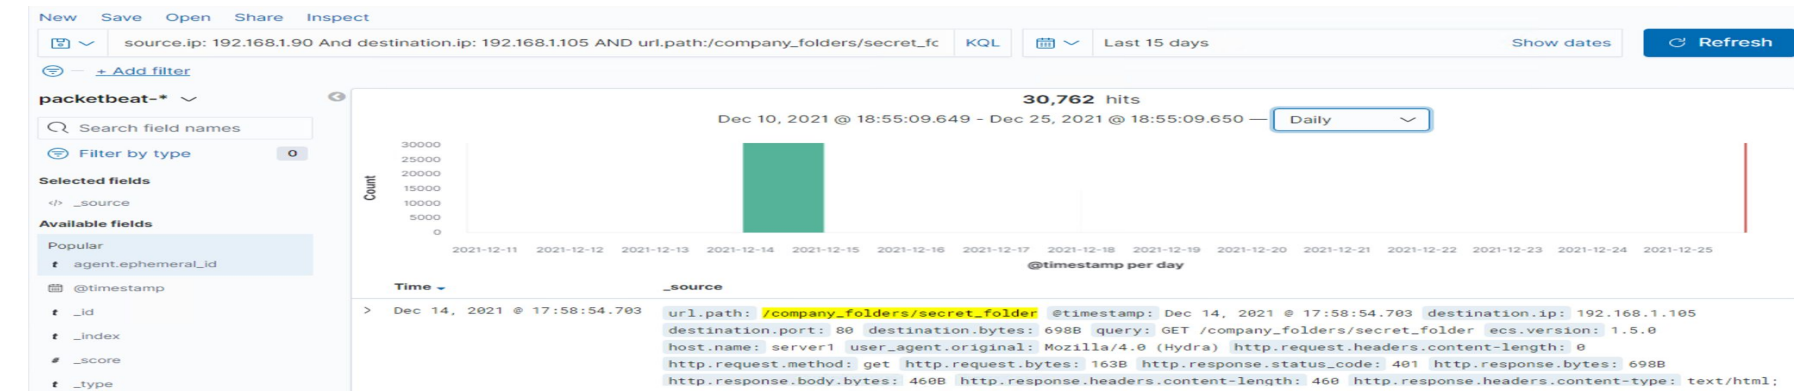 New Save Open Share Inspect
source.ip: 192.168.1.90 And destination.ip: 192.168.1.105 AND url.path:/company_folders/secret_fc KQL Last 15 days Show dates Refresh
+ Add filter
packetbeat-*
30,762 hits
Dec 10, 2021 @ 18:55:09.649 - Dec 25, 2021 @ 18:55:09.650 — Daily
Search field names
Filter by type 0
Selected fields
</> _source
Available fields
Popular
t agent.ephemeral_id
@timestamp
t _id
t _index
# _score
t _type
Count
30000
25000
20000
15000
10000
5000
0
2021-12-11 2021-12-12 2021-12-13 2021-12-14 2021-12-15 2021-12-16 2021-12-17 2021-12-18 2021-12-19 2021-12-20 2021-12-21 2021-12-22 2021-12-23 2021-12-24 2021-12-25
@timestamp per day
Time _source
> Dec 14, 2021 @ 17:58:54.703 url.path: /company_folders/secret_folder @timestamp: Dec 14, 2021 @ 17:58:54.703 destination.ip: 192.168.1.105
destination.port: 80 destination.bytes: 698B query: GET /company_folders/secret_folder ecs.version: 1.5.0
host.name: server1 user_agent.original: Mozilla/4.0 (Hydra) http.request.headers.content-length: 0
http.request.method: get http.request.bytes: 163B http.response.status_code: 401 http.response.bytes: 698B
http.response.body.bytes: 460B http.response.headers.content-length: 460 http.response.headers.content-type: text/html;